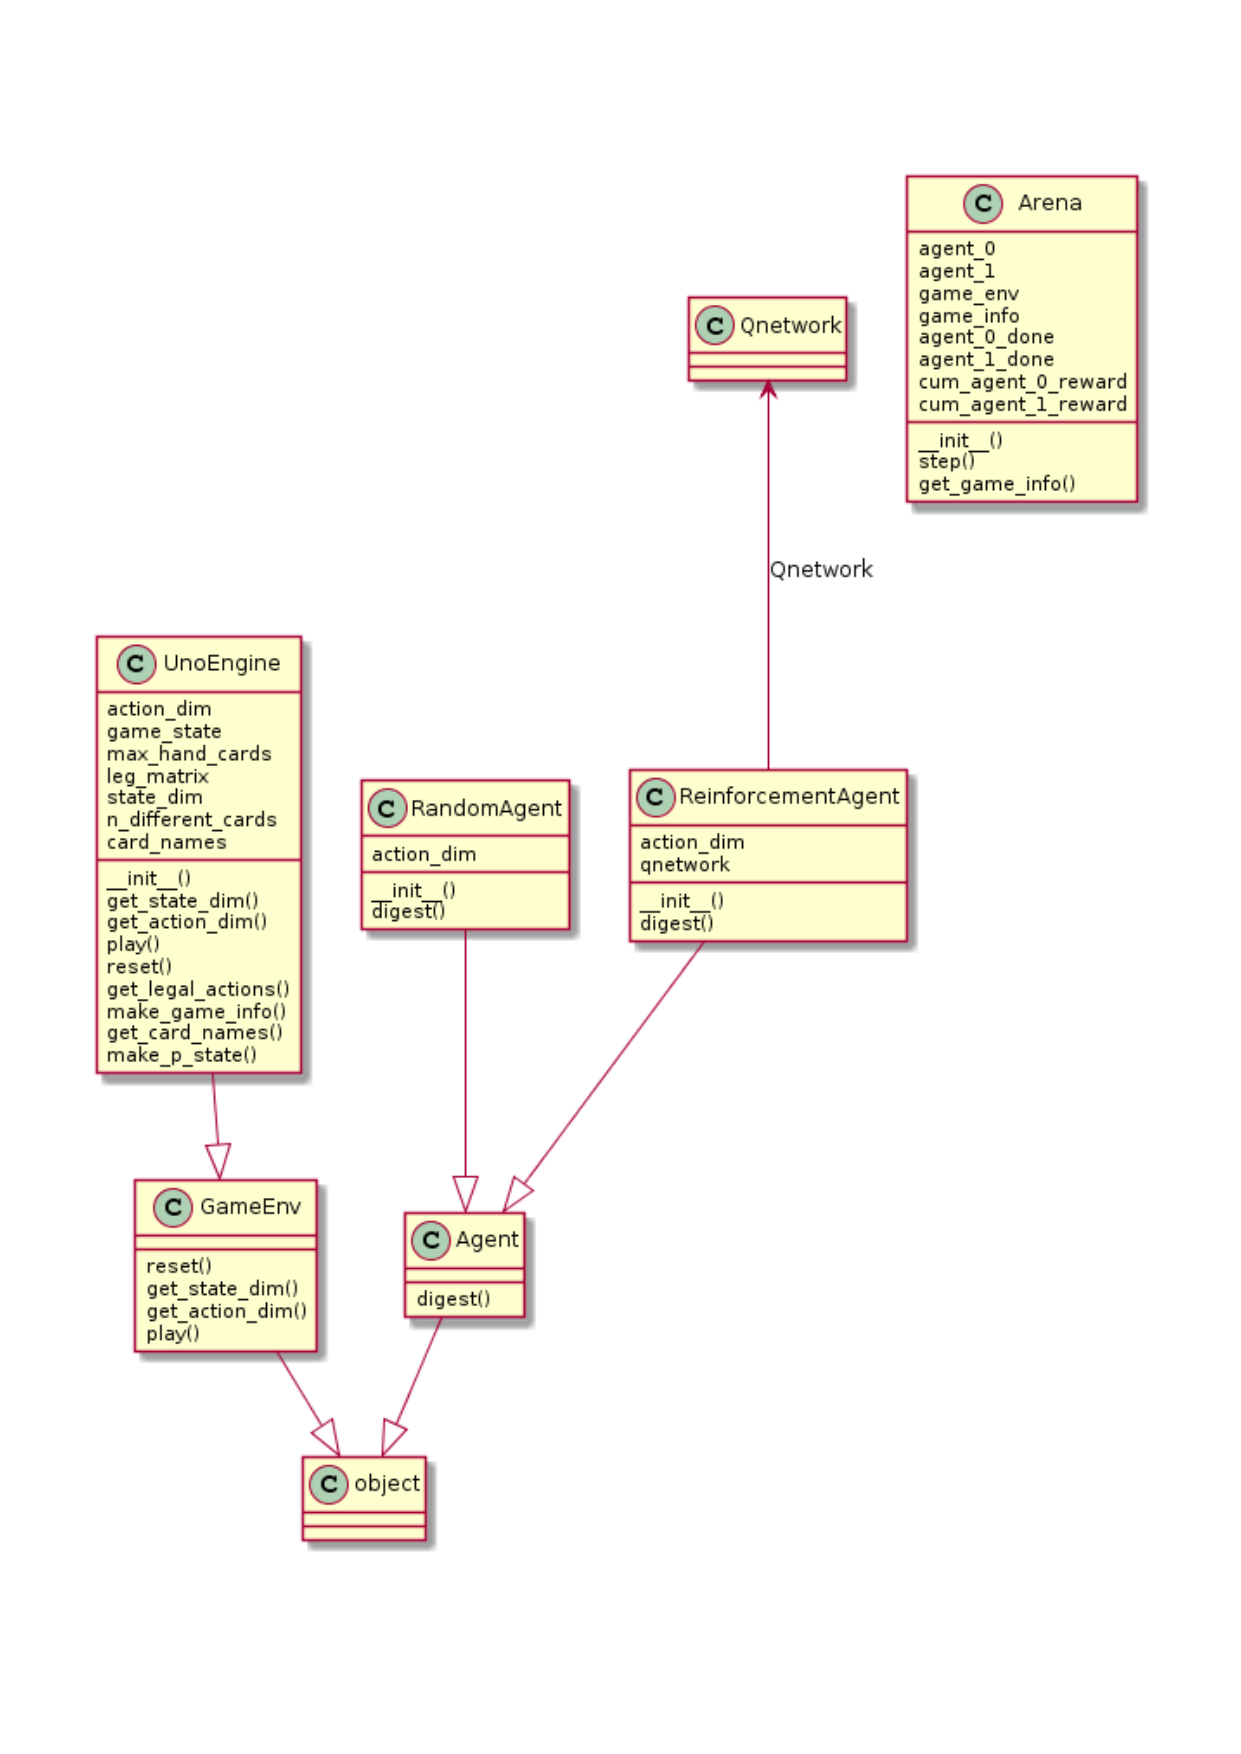 C Arena
agent_0
agent_1
game_env
game_info
agent_0_done
agent_1_done
cum_agent_0_reward
cum_agent_1_reward
__init__()
step()
get_game_info()
C Qnetwork
Qnetwork
C UnoEngine
action_dim
game_state
max_hand_cards
leg_matrix
state_dim
n_different_cards
card_names
__init__()
get_state_dim()
get_action_dim()
play()
reset()
get_legal_actions()
make_game_info()
get_card_names()
make_p_state()
C RandomAgent
action_dim
__init__()
digest()
C ReinforcementAgent
action_dim
qnetwork
__init__()
digest()
C GameEnv
reset()
get_state_dim()
get_action_dim()
play()
C Agent
digest()
C object